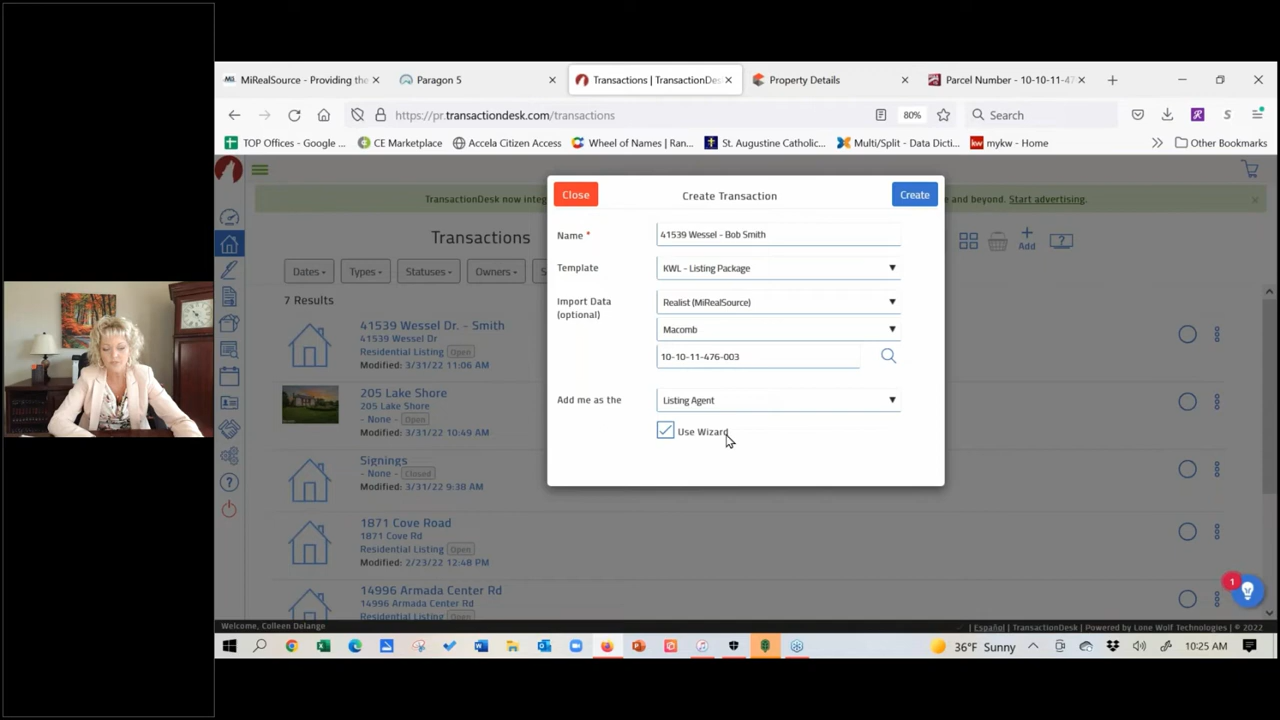 MiRealSource - Providing the
Paragon 5
Transactions | TransactionDes
Property Details
Parcel Number - 10-10-11-47
https://pr.transactiondesk.com/transactions
80%
Search
TOP Offices - Google ...
CE Marketplace
Accela Citizen Access
Wheel of Names | Ran...
St. Augustine Catholic...
Multi/Split - Data Dicti...
kw mykw - Home
Other Bookmarks
TransactionDesk now integ
e and beyond. Start advertising.
Transactions
Add
Dates
Types
Statuses
Owners
S
7 Results
41539 Wessel Dr. - Smith
41539 Wessel Dr
Residential Listing Open
Modified: 3/31/22 11:06 AM
205 Lake Shore
205 Lake Shore
- None - Open
Modified: 3/31/22 10:49 AM
Signings
- None - Closed
Modified: 3/31/22 9:38 AM
1871 Cove Road
1871 Cove Rd
Residential Listing Open
Modified: 2/23/22 12:48 PM
14996 Armada Center Rd
14996 Armada Center Rd
Residential Listing Open
Close
Create Transaction
Create
Name *
41539 Wessel - Bob Smith
Template
KWL - Listing Package
Import Data
(optional)
Realist (MiRealSource)
Macomb
10-10-11-476-003
Add me as the
Listing Agent
Use Wizard
1
Welcome, Colleen Delange
Español | TransactionDesk | Powered by Lone Wolf Technologies | © 2022
36°F Sunny
10:25 AM